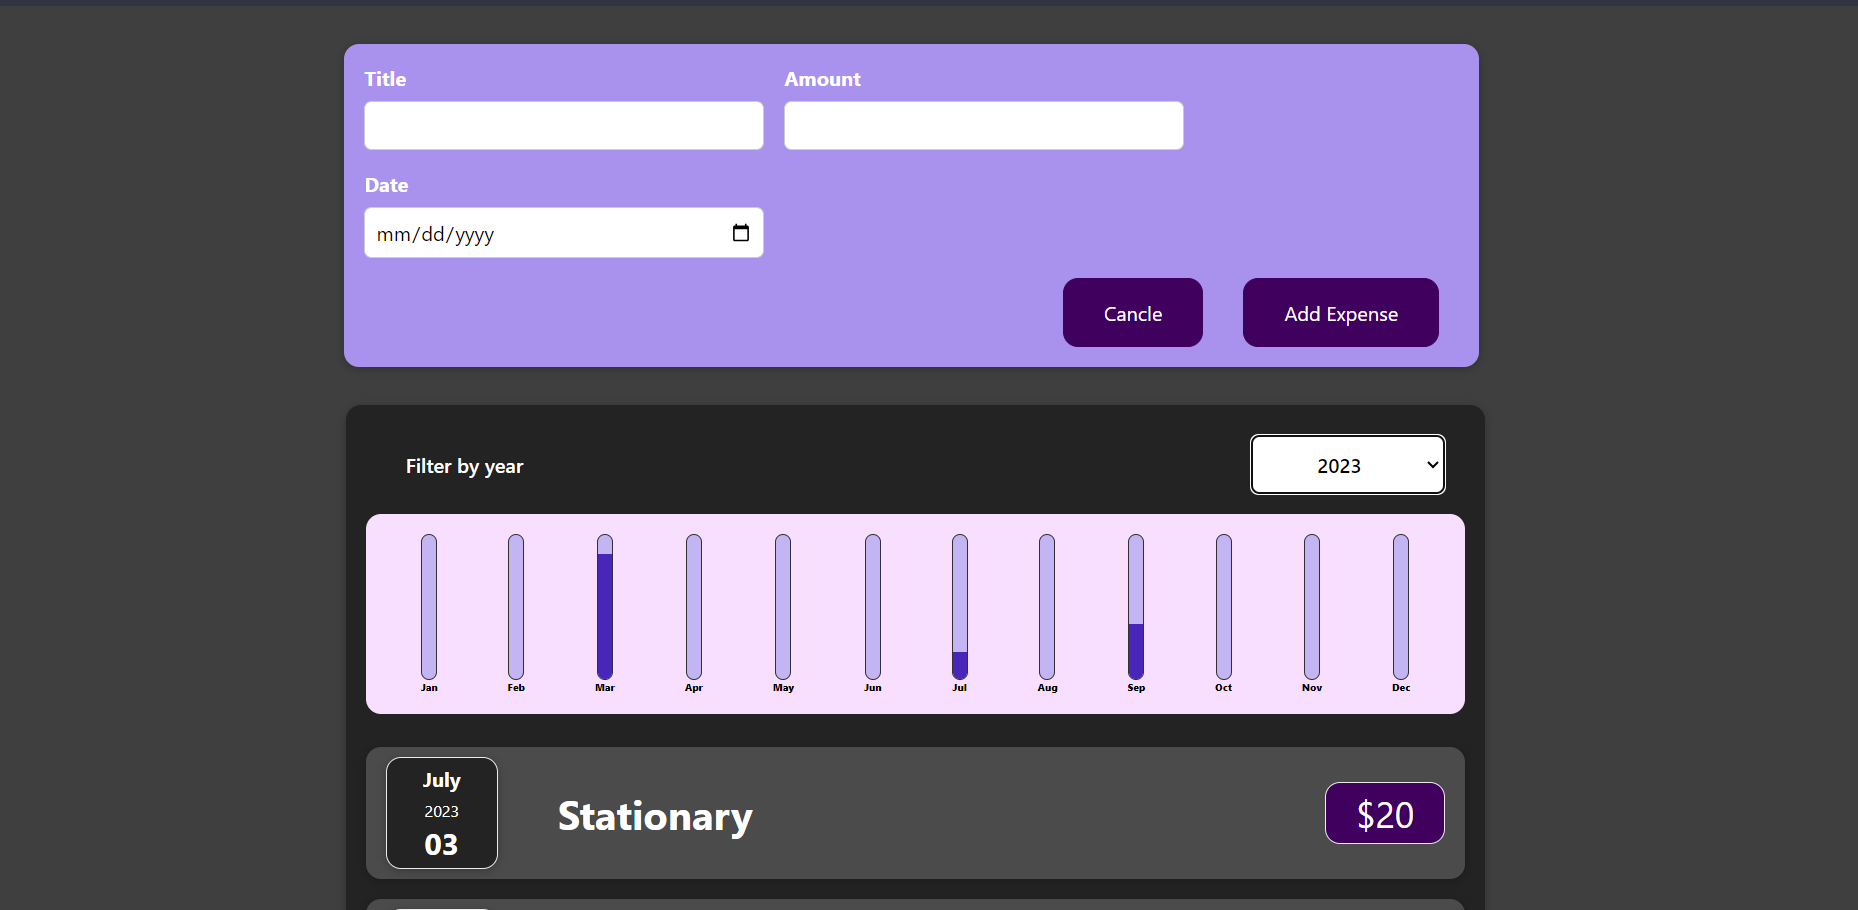 Title Amount
Date
mm/dd/yyyy
Cancle Add Expense
Filter by year 2023
Jan Feb Mar Apr May Jun Jul Aug Sep Oct Nov Dec
July
2023
03
Stationary
$20